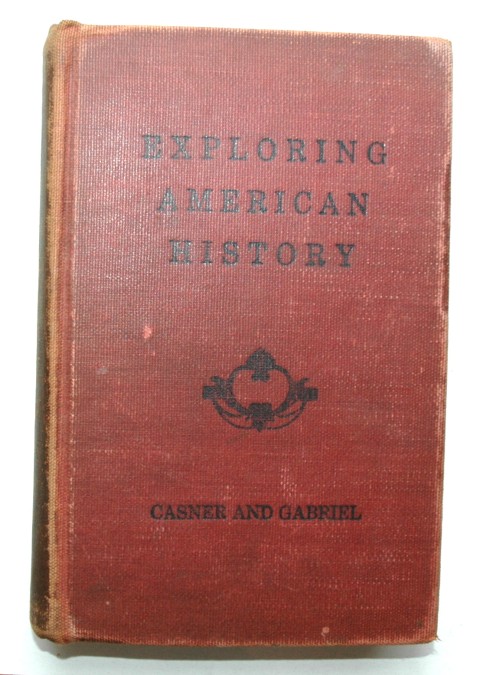 EXPLORING
AMERICAN
HISTORY
CASNER AND GABRIEL